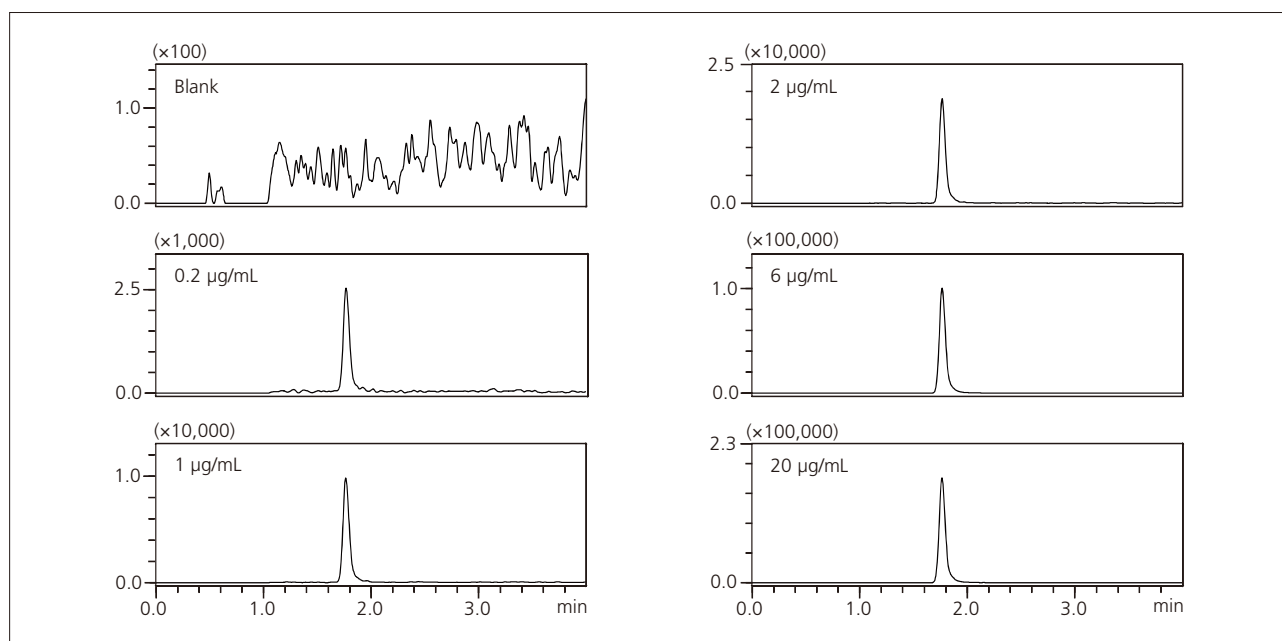 (×100)
Blank
1.0
0.0
(×1,000)
0.2 µg/mL
2.5
0.0
(×10,000)
1 µg/mL
1.0
0.0
0.0 1.0 2.0 3.0 min
(×10,000)
2.5
2 µg/mL
0.0
(×100,000)
6 µg/mL
1.0
0.0
(×100,000)
2.3
20 µg/mL
0.0
0.0 1.0 2.0 3.0 min